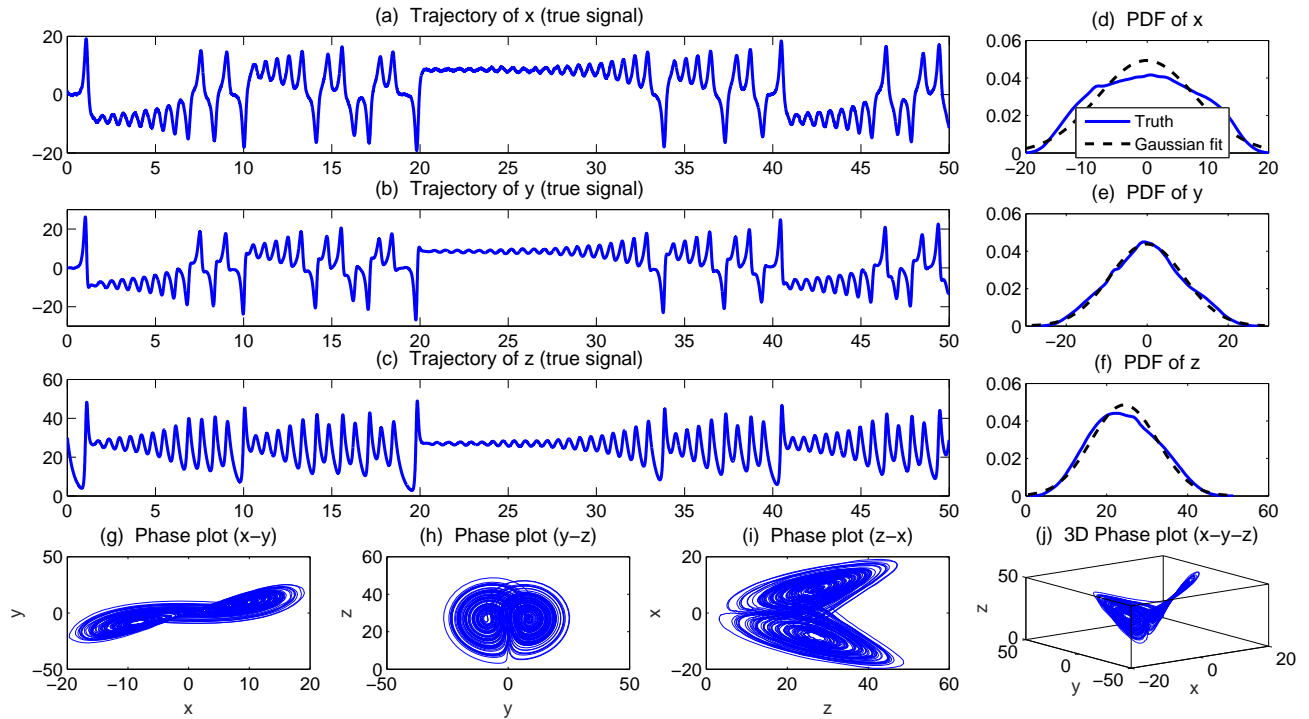 (a) Trajectory of x (true signal)
20
0
−20
0 5 10 15 20 25 30 35 40 45 50
(d) PDF of x
0.06
0.04
0.02
0
−20 −10 0 10 20
Truth
Gaussian fit
(b) Trajectory of y (true signal)
20
0
−20
0 5 10 15 20 25 30 35 40 45 50
(e) PDF of y
0.06
0.04
0.02
0
−20 0 20
(c) Trajectory of z (true signal)
60
40
20
0
0 5 10 15 20 25 30 35 40 45 50
(f) PDF of z
0.06
0.04
0.02
0
0 20 40 60
(g) Phase plot (x−y)
50
0
−50
y
−20 −10 0 10 20
x
(h) Phase plot (y−z)
60
40
20
0
z
−50 0 50
y
(i) Phase plot (z−x)
20
0
−20
x
0 20 40 60
z
(j) 3D Phase plot (x−y−z)
50
0
z
50
0
−50
y
−20
0
20
x